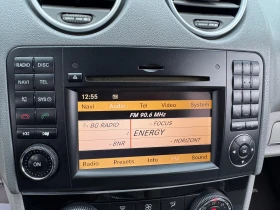 RADIO DISC
NAVI TEL
SYS
12:55
Navi Audio Tel Video System
FM 90.6 MHz
BG RADIO FOCUS
ENERGY
BNR HORIZONT
Radio Presets Info FM Sound